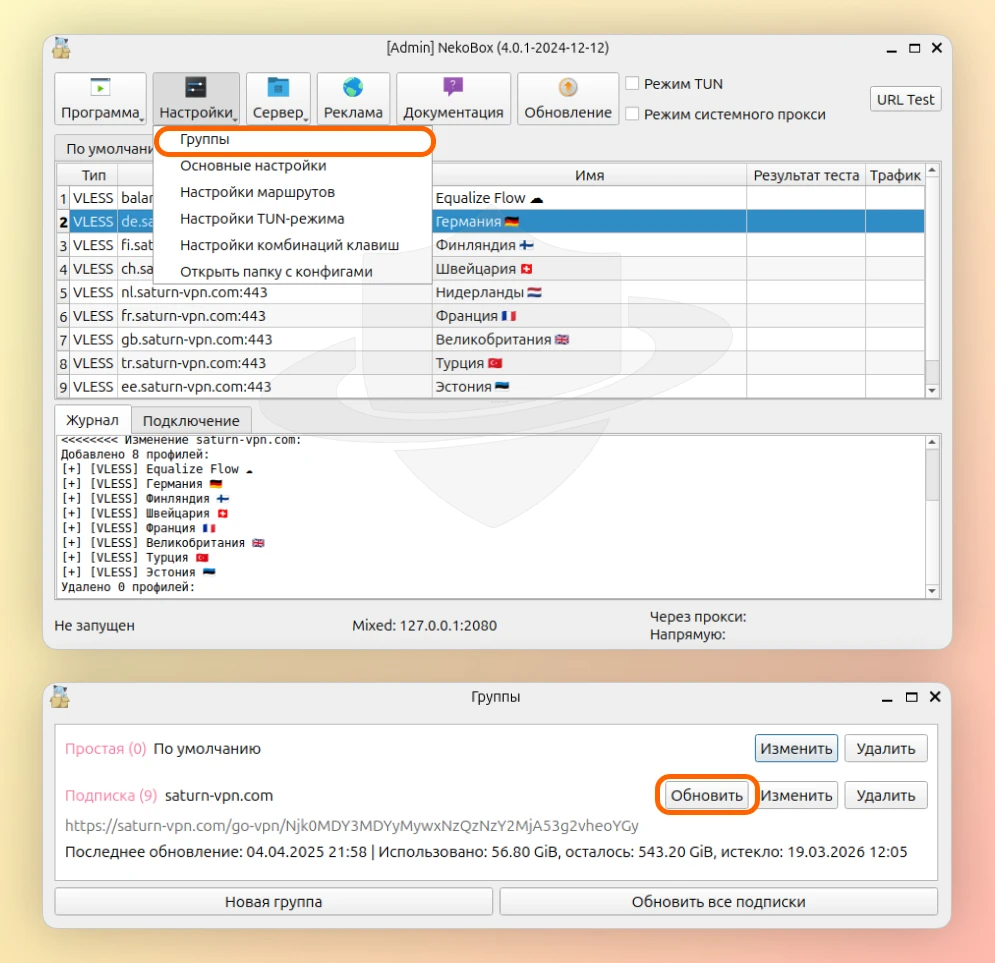 [Admin] NekoBox (4.0.1-2024-12-12)
Программа Настройки Сервер Реклама Документация Обновление
Режим TUN
Режим системного прокси
URL Test
По умолчани
Группы
Основные настройки
Настройки маршрутов
Настройки TUN-режима
Настройки комбинаций клавиш
Открыть папку с конфигами
Тип Имя Результат теста Трафик
1 VLESS balar Equalize Flow ☁
2 VLESS de.sa Германия 🇩🇪
3 VLESS fi.sat Финляндия 🇫🇮
4 VLESS ch.sa Швейцария 🇨🇭
5 VLESS nl.saturn-vpn.com:443 Нидерланды 🇳🇱
6 VLESS fr.saturn-vpn.com:443 Франция 🇫🇷
7 VLESS gb.saturn-vpn.com:443 Великобритания 🇬🇧
8 VLESS tr.saturn-vpn.com:443 Турция 🇹🇷
9 VLESS ee.saturn-vpn.com:443 Эстония 🇪🇪
Журнал Подключение
<<<<<<<< Изменение saturn-vpn.com:
Добавлено 8 профилей:
[+] [VLESS] Equalize Flow ☁
[+] [VLESS] Германия 🇩🇪
[+] [VLESS] Финляндия 🇫🇮
[+] [VLESS] Швейцария 🇨🇭
[+] [VLESS] Франция 🇫🇷
[+] [VLESS] Великобритания 🇬🇧
[+] [VLESS] Турция 🇹🇷
[+] [VLESS] Эстония 🇪🇪
Удалено 0 профилей:
Не запущен Mixed: 127.0.0.1:2080
Через прокси:
Напрямую:
Группы
Простая (0) По умолчанию Изменить Удалить
Подписка (9) saturn-vpn.com Обновить Изменить Удалить
https://saturn-vpn.com/go-vpn/Njk0MDY3MDYyMywxNzQzNzY2MjA53g2vheoYGy
Последнее обновление: 04.04.2025 21:58 | Использовано: 56.80 GiB, осталось: 543.20 GiB, истекло: 19.03.2026 12:05
Новая группа Обновить все подписки